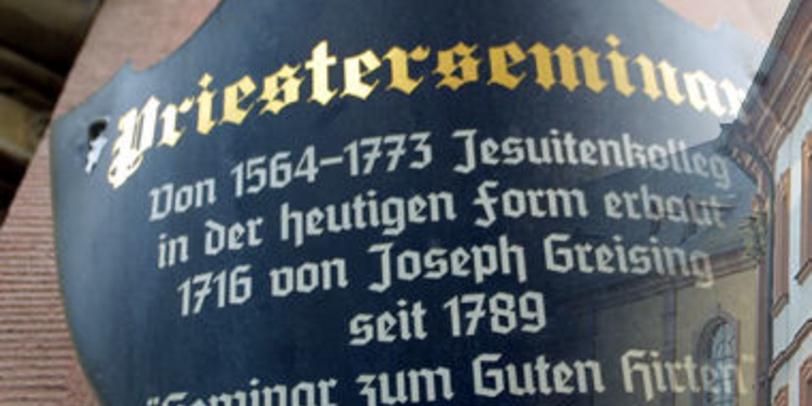 Priesterseminar
Von 1564–1773 Jesuitenkolleg
in der heutigen Form erbaut
1716 von Joseph Greising
seit 1789
"Seminar zum Guten Hirten"